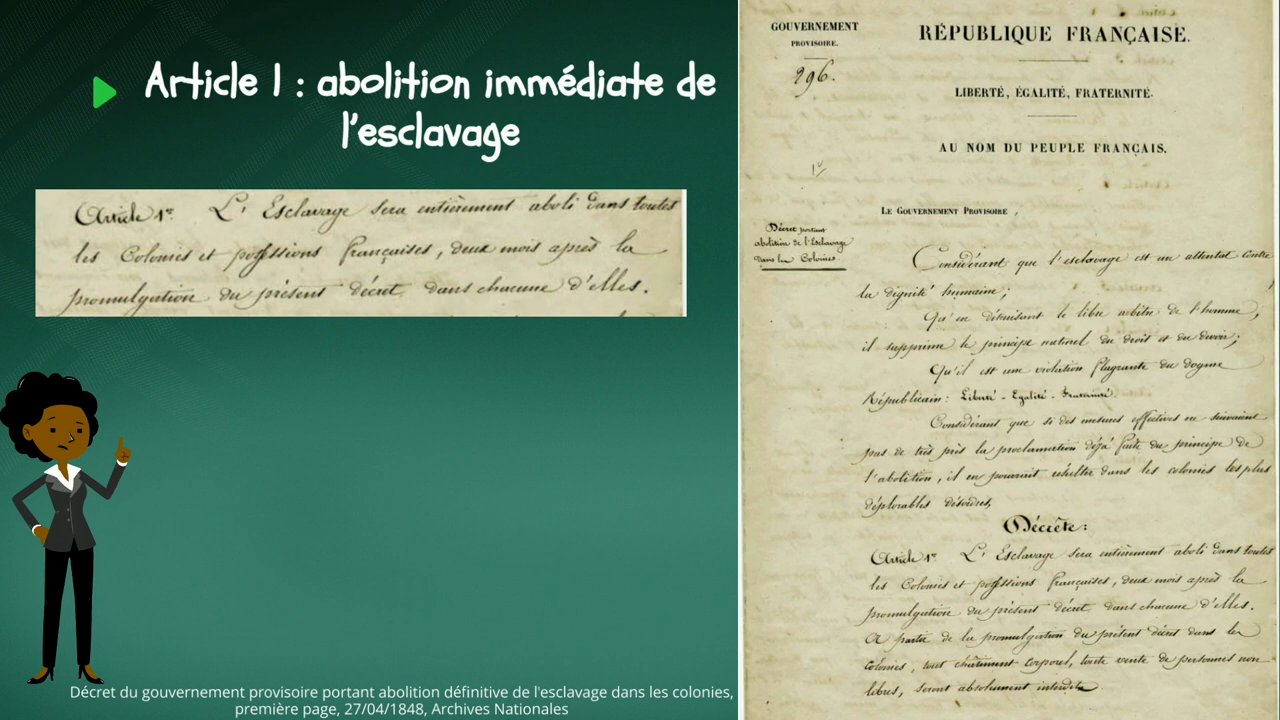 Article 1 : abolition immédiate de
l'esclavage
Article 1er. L'Esclavage sera entièrement aboli dans toutes
les Colonies et possessions françaises, deux mois après la
promulgation du présent décret dans chacune d'elles.
Décret du gouvernement provisoire portant abolition définitive de l'esclavage dans les colonies,
première page, 27/04/1848, Archives Nationales
GOUVERNEMENT
PROVISOIRE.
296.
RÉPUBLIQUE FRANÇAISE.
LIBERTÉ, ÉGALITÉ, FRATERNITÉ.
AU NOM DU PEUPLE FRANÇAIS.
LE GOUVERNEMENT PROVISOIRE,
Décret portant
abolition de l'Esclavage
dans les Colonies
Considérant que l'esclavage est un attentat contre
la dignité humaine;
Qu'en détruisant le libre arbitre de l'homme,
il supprime le principe naturel du droit et du devoir;
Qu'il est une violation flagrante du dogme
Républicain: Liberté - Egalité - Fraternité
Considérant que si des mesures effectives ne suivaient
pas de très près la proclamation déjà faite du principe de
l'abolition, il en pourrait résulter dans les colonies les plus
déplorables désordres,
Décrète:
Article 1er. L'Esclavage sera entièrement aboli dans toutes
les Colonies et possessions françaises, deux mois après la
promulgation du présent décret dans chacune d'elles.
A partir de la promulgation du présent décret dans les
colonies, tout châtiment corporel, toute vente de personnes non
libres, seront absolument interdits.